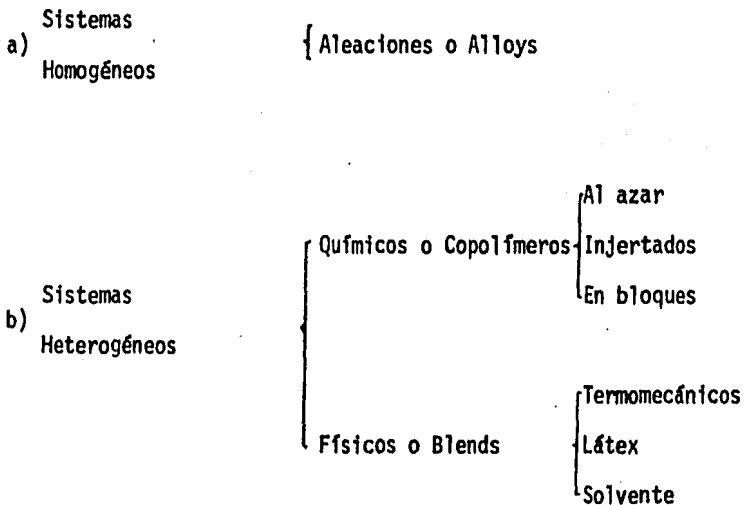 Sistemas
a)
{ Aleaciones o Alloys
Homogéneos
Al azar
Químicos o Copolímeros
Injertados
En bloques
Sistemas
b)
Heterogéneos
Termomecánicos
Físicos o Blends
Látex
Solvente